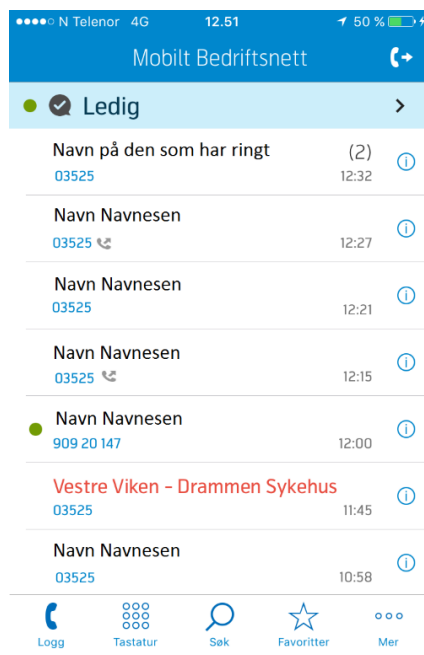 N Telenor 4G 12.51 50 %
Mobilt Bedriftsnett
Ledig
Navn på den som har ringt (2)
03525 12:32
Navn Navnesen
03525 12:27
Navn Navnesen
03525 12:21
Navn Navnesen
03525 12:15
Navn Navnesen
909 20 147 12:00
Vestre Viken - Drammen Sykehus
03525 11:45
Navn Navnesen
03525 10:58
Logg Tastatur Søk Favoritter Mer